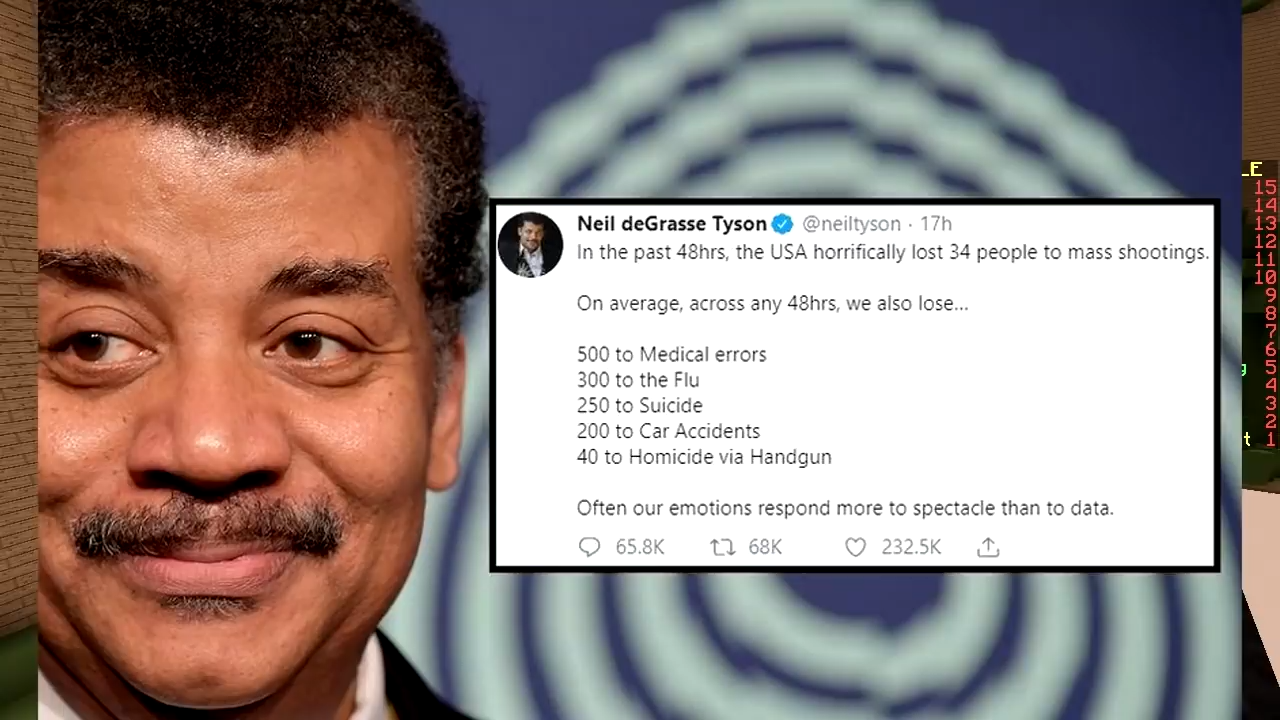 Neil deGrasse Tyson @neiltyson · 17h
In the past 48hrs, the USA horrifically lost 34 people to mass shootings.
On average, across any 48hrs, we also lose...
500 to Medical errors
300 to the Flu
250 to Suicide
200 to Car Accidents
40 to Homicide via Handgun
Often our emotions respond more to spectacle than to data.
65.8K 68K 232.5K
LE
15
14
13
12
11
10
9
8
7
6
5
4
3
2
t 1